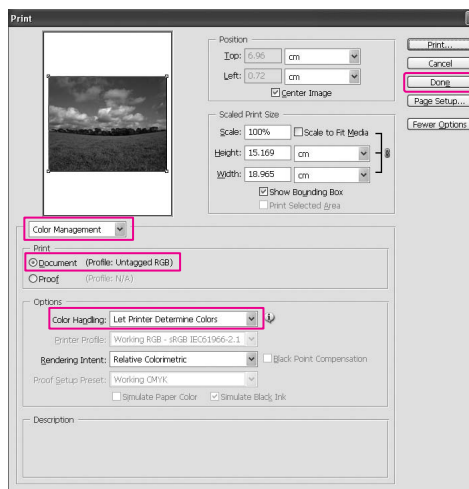 Print
Position
Top: 6.96 cm
Left: 0.72 cm
Center Image
Scaled Print Size
Scale: 100% Scale to Fit Media
Height: 15.169 cm
Width: 18.965 cm
Show Bounding Box
Print Selected Area
Print...
Cancel
Done
Page Setup...
Fewer Options
Color Management
Print
Document (Profile: Untagged RGB)
Proof (Profile: N/A)
Options
Color Handling: Let Printer Determine Colors
Printer Profile: Working RGB - sRGB IEC61966-2.1
Rendering Intent: Relative Colorimetric Black Point Compensation
Proof Setup Preset: Working CMYK
Simulate Paper Color Simulate Black Ink
Description